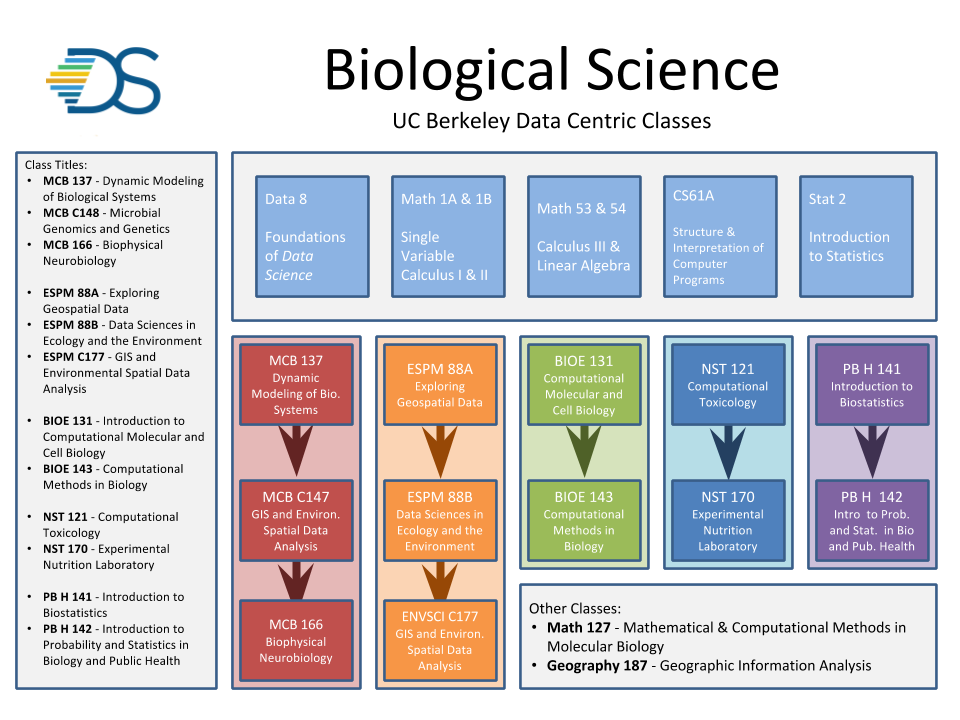 DS
Biological Science
UC Berkeley Data Centric Classes
Class Titles:
• MCB 137 - Dynamic Modeling
of Biological Systems
• MCB C148 - Microbial
Genomics and Genetics
• MCB 166 - Biophysical
Neurobiology
• ESPM 88A - Exploring
Geospatial Data
• ESPM 88B - Data Sciences in
Ecology and the Environment
• ESPM C177 - GIS and
Environmental Spatial Data
Analysis
• BIOE 131 - Introduction to
Computational Molecular and
Cell Biology
• BIOE 143 - Computational
Methods in Biology
• NST 121 - Computational
Toxicology
• NST 170 - Experimental
Nutrition Laboratory
• PB H 141 - Introduction to
Biostatistics
• PB H 142 - Introduction to
Probability and Statistics in
Biology and Public Health
Data 8
Foundations
of Data
Science
Math 1A & 1B
Single
Variable
Calculus I & II
Math 53 & 54
Calculus III &
Linear Algebra
CS61A
Structure &
Interpretation of
Computer
Programs
Stat 2
Introduction
to Statistics
MCB 137
Dynamic
Modeling of Bio.
Systems
MCB C147
GIS and Environ.
Spatial Data
Analysis
MCB 166
Biophysical
Neurobiology
ESPM 88A
Exploring
Geospatial Data
ESPM 88B
Data Sciences in
Ecology and the
Environment
ENVSCI C177
GIS and Environ.
Spatial Data
Analysis
BIOE 131
Computational
Molecular and
Cell Biology
BIOE 143
Computational
Methods in
Biology
NST 121
Computational
Toxicology
NST 170
Experimental
Nutrition
Laboratory
PB H 141
Introduction to
Biostatistics
PB H  142
Intro  to Prob.
and Stat.  in Bio
and Pub. Health
Other Classes:
• Math 127 - Mathematical & Computational Methods in
Molecular Biology
• Geography 187 - Geographic Information Analysis